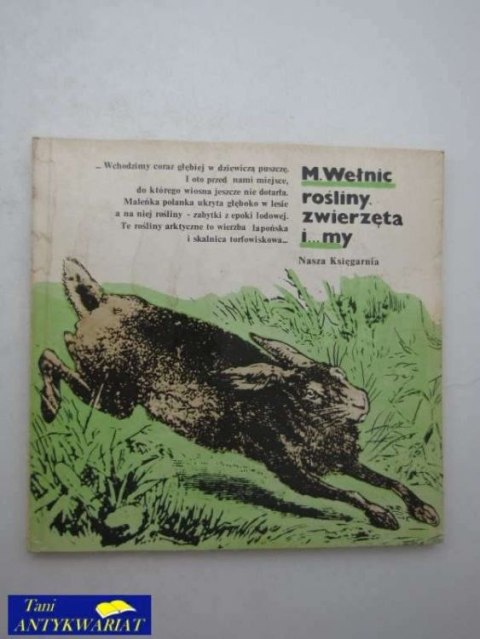 ... Wchodzimy coraz głębiej w dziewiczą puszczę.
I oto przed nami miejsce,
do którego wiosna jeszcze nie dotarła.
Maleńka polanka ukryta głęboko w lesie
a na niej rośliny - zabytki z epoki lodowej.
Te rośliny arktyczne to wierzba lapońska
i skalnica torfowiskowa...
M. Wełnic
rośliny.
zwierzęta
i...my
Nasza Księgarnia
Tani
ANTYKWARIAT